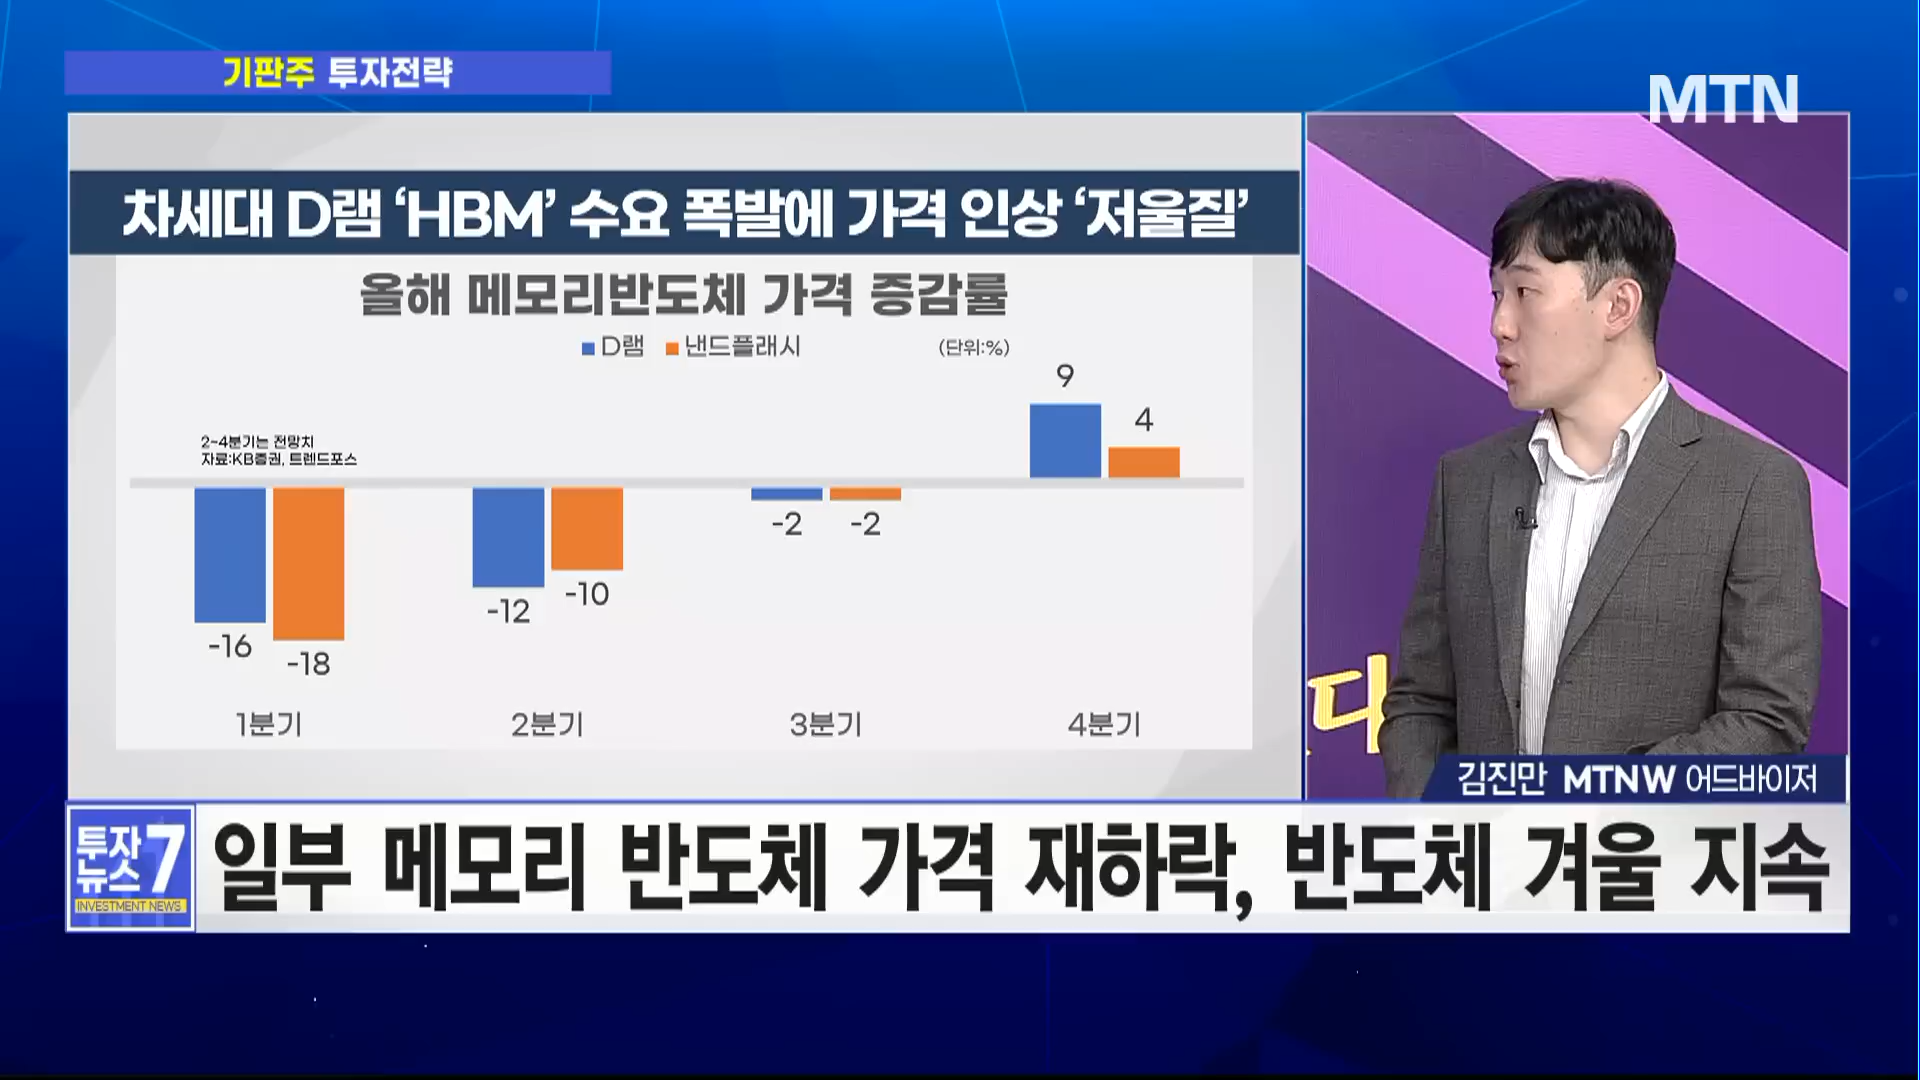 기판주 투자전략
MTN
차세대 D램 ‘HBM’ 수요 폭발에 가격 인상 ‘저울질’
올해 메모리반도체 가격 증감률
D램 낸드플래시 (단위:%)
9
4
2~4분기는 전망치
자료:KB증권, 트렌드포스
-2 -2
-12 -10
-16 -18
1분기 2분기 3분기 4분기
다
김진만 MTNW 어드바이저
투자
뉴스 7
INVESTMENT NEWS
일부 메모리 반도체 가격 재하락, 반도체 겨울 지속